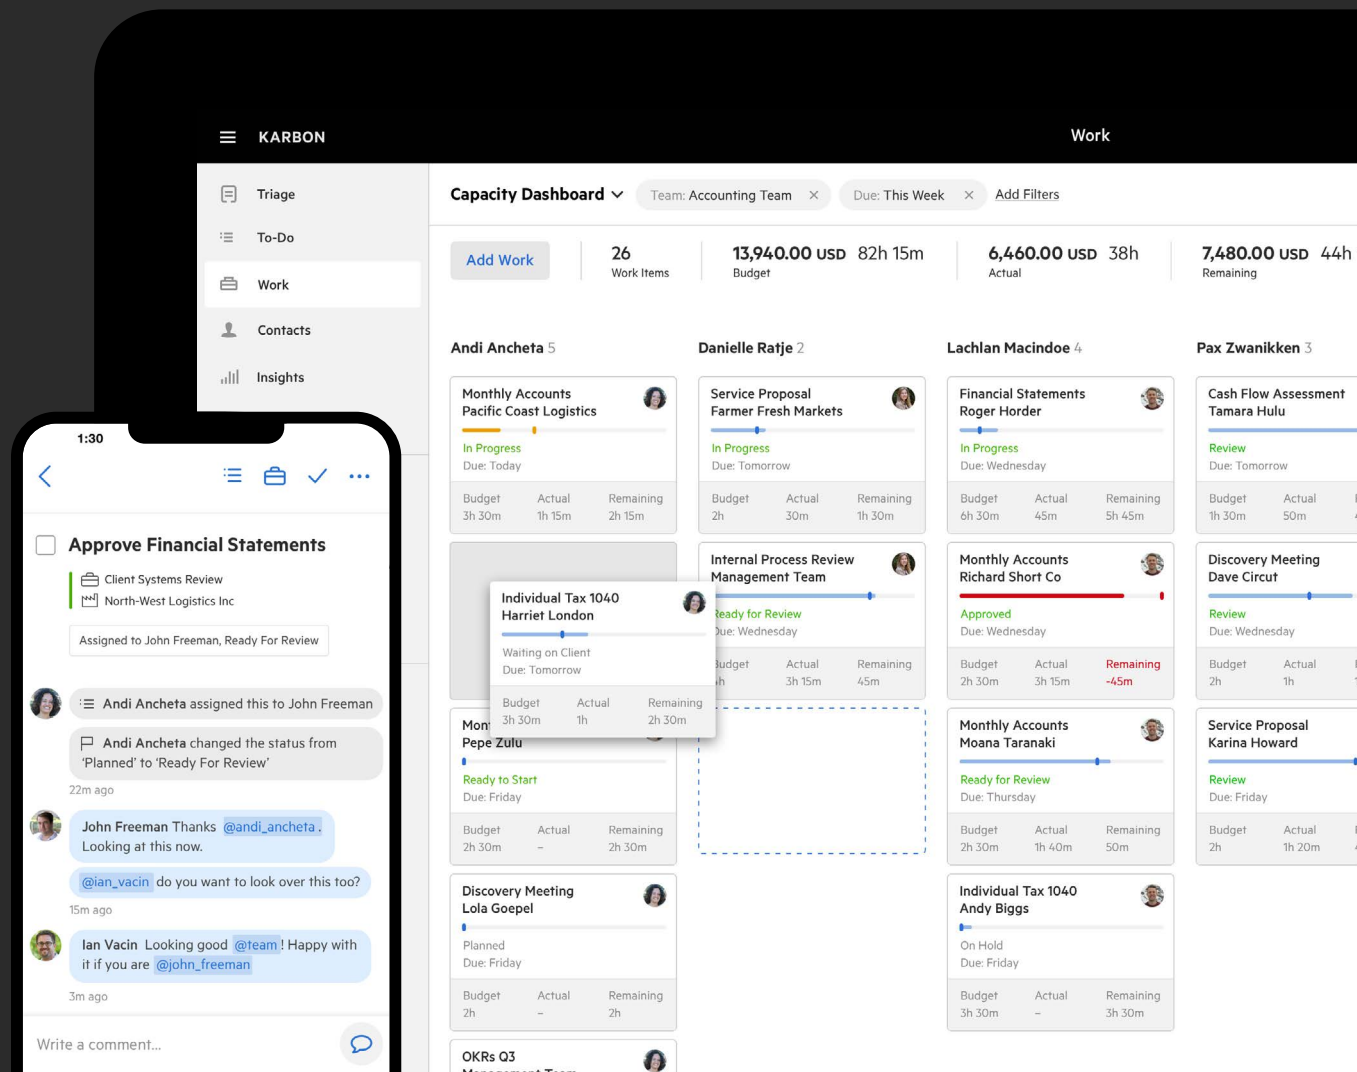 KARBON
Work
Triage
To-Do
Work
Contacts
Insights
Capacity Dashboard
Team: Accounting Team
Due: This Week
Add Filters
Add Work
26
Work Items
13,940.00 USD 82h 15m
Budget
6,460.00 USD 38h
Actual
7,480.00 USD 44h
Remaining
Andi Ancheta 5
Monthly Accounts
Pacific Coast Logistics
In Progress
Due: Today
Budget Actual Remaining
3h 30m 1h 15m 2h 15m
Individual Tax 1040
Harriet London
Waiting on Client
Due: Tomorrow
Budget Actual Remaining
3h 30m 1h 2h 30m
Pepe Zulu
Ready to Start
Due: Friday
Budget Actual Remaining
2h 30m – 2h 30m
Discovery Meeting
Lola Goepel
Planned
Due: Friday
Budget Actual Remaining
2h – 2h
OKRs Q3
Management Team
Danielle Ratje 2
Service Proposal
Farmer Fresh Markets
In Progress
Due: Tomorrow
Budget Actual Remaining
2h 30m 1h 30m
Internal Process Review
Management Team
Ready for Review
Due: Wednesday
Budget Actual Remaining
3h 15m 45m
Lachlan Macindoe 4
Financial Statements
Roger Horder
In Progress
Due: Wednesday
Budget Actual Remaining
6h 30m 45m 5h 45m
Monthly Accounts
Richard Short Co
Approved
Due: Wednesday
Budget Actual Remaining
2h 30m 3h 15m -45m
Monthly Accounts
Moana Taranaki
Ready for Review
Due: Thursday
Budget Actual Remaining
2h 30m 1h 40m 50m
Individual Tax 1040
Andy Biggs
On Hold
Due: Friday
Budget Actual Remaining
3h 30m – 3h 30m
Pax Zwanikken 3
Cash Flow Assessment
Tamara Hulu
Review
Due: Tomorrow
Budget Actual
1h 30m 50m
Discovery Meeting
Dave Circut
Review
Due: Wednesday
Budget Actual
2h 1h
Service Proposal
Karina Howard
Review
Due: Friday
Budget Actual
2h 1h 20m
1:30
Approve Financial Statements
Client Systems Review
North-West Logistics Inc
Assigned to John Freeman, Ready For Review
Andi Ancheta assigned this to John Freeman
Andi Ancheta changed the status from
'Planned' to 'Ready For Review'
22m ago
John Freeman Thanks @andi_ancheta .
Looking at this now.
@ian_vacin do you want to look over this too?
15m ago
Ian Vacin Looking good @team ! Happy with
it if you are @john_freeman
3m ago
Write a comment...